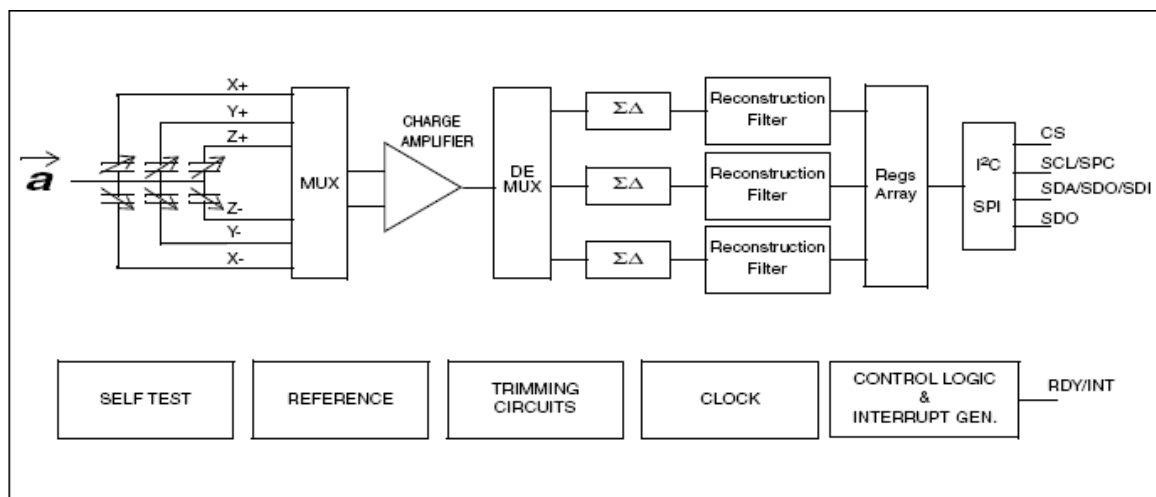 X+
Y+
Z+
a
Z-
Y-
X-
MUX
CHARGE
AMPLIFIER
DE
MUX
ΣΔ
ΣΔ
ΣΔ
Reconstruction
Filter
Reconstruction
Filter
Reconstruction
Filter
Regs
Array
I²C
SPI
CS
SCL/SPC
SDA/SDO/SDI
SDO
SELF TEST
REFERENCE
TRIMMING
CIRCUITS
CLOCK
CONTROL LOGIC
&
INTERRUPT GEN.
RDY/INT